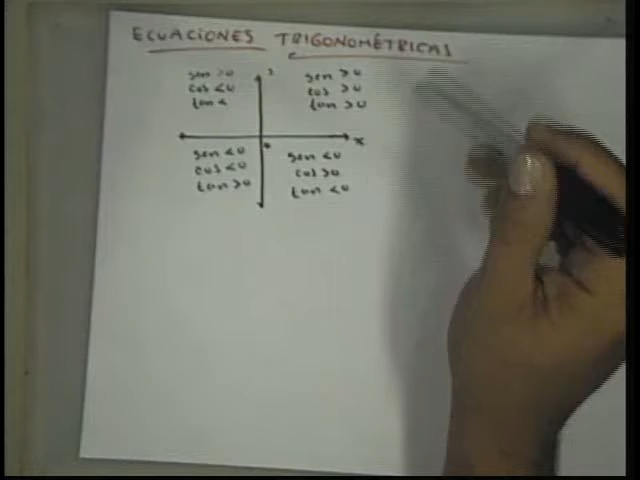 ECUACIONES TRIGONOMÉTRICAS
sen > 0
cos < 0
tan <
sen > 0
cos > 0
tan > 0
x
sen < 0
cos < 0
tan > 0
sen < 0
cos > 0
tan < 0